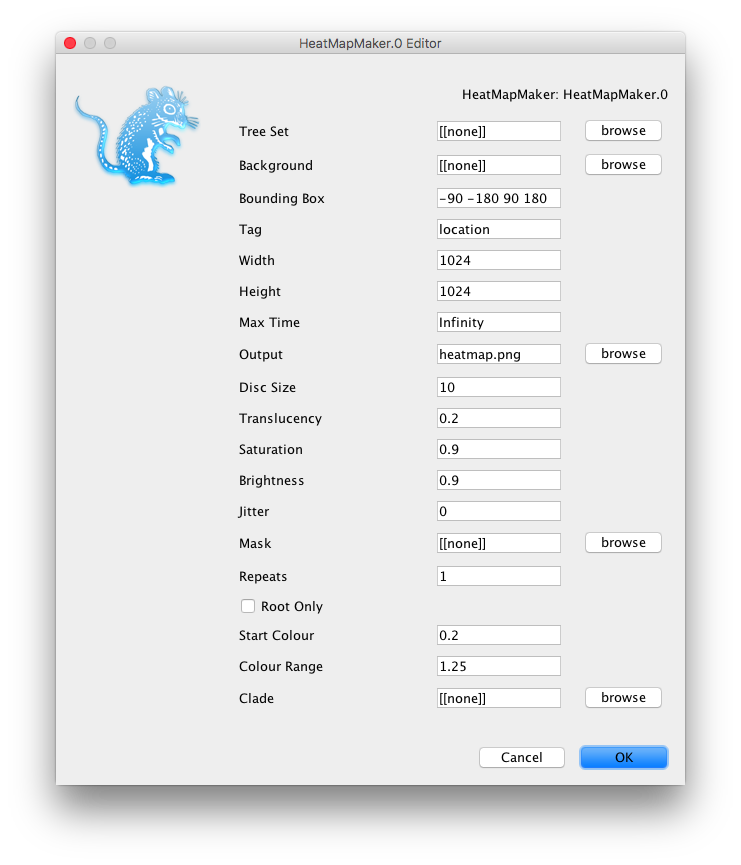 HeatMapMaker.0 Editor
HeatMapMaker: HeatMapMaker.0
Tree Set [[none]] browse
Background [[none]] browse
Bounding Box -90 -180 90 180
Tag location
Width 1024
Height 1024
Max Time Infinity
Output heatmap.png browse
Disc Size 10
Translucency 0.2
Saturation 0.9
Brightness 0.9
Jitter 0
Mask [[none]] browse
Repeats 1
Root Only
Start Colour 0.2
Colour Range 1.25
Clade [[none]] browse
Cancel OK